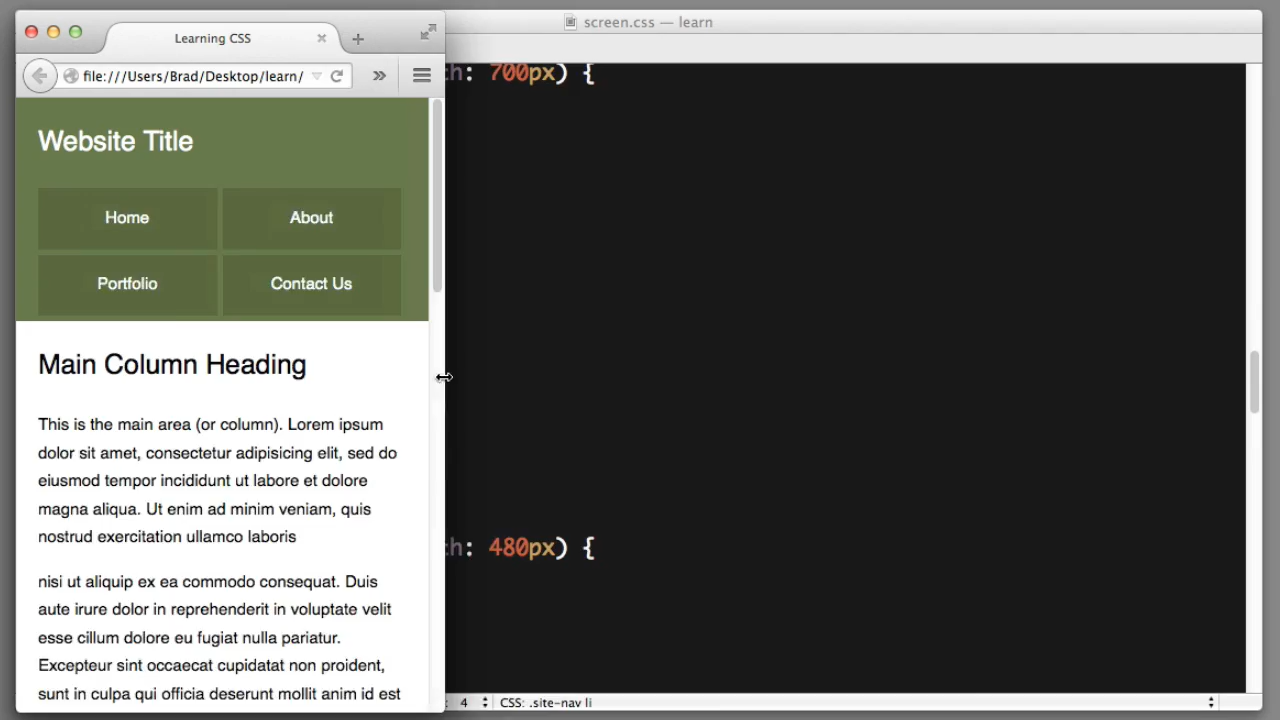 screen.css — learn
Learning CSS
file:///Users/Brad/Desktop/learn/
th: 700px) {
Website Title
Home
About
Portfolio
Contact Us
Main Column Heading
This is the main area (or column). Lorem ipsum
dolor sit amet, consectetur adipisicing elit, sed do
eiusmod tempor incididunt ut labore et dolore
magna aliqua. Ut enim ad minim veniam, quis
nostrud exercitation ullamco laboris
th: 480px) {
nisi ut aliquip ex ea commodo consequat. Duis
aute irure dolor in reprehenderit in voluptate velit
esse cillum dolore eu fugiat nulla pariatur.
Excepteur sint occaecat cupidatat non proident,
sunt in culpa qui officia deserunt mollit anim id est
4
CSS: .site-nav li